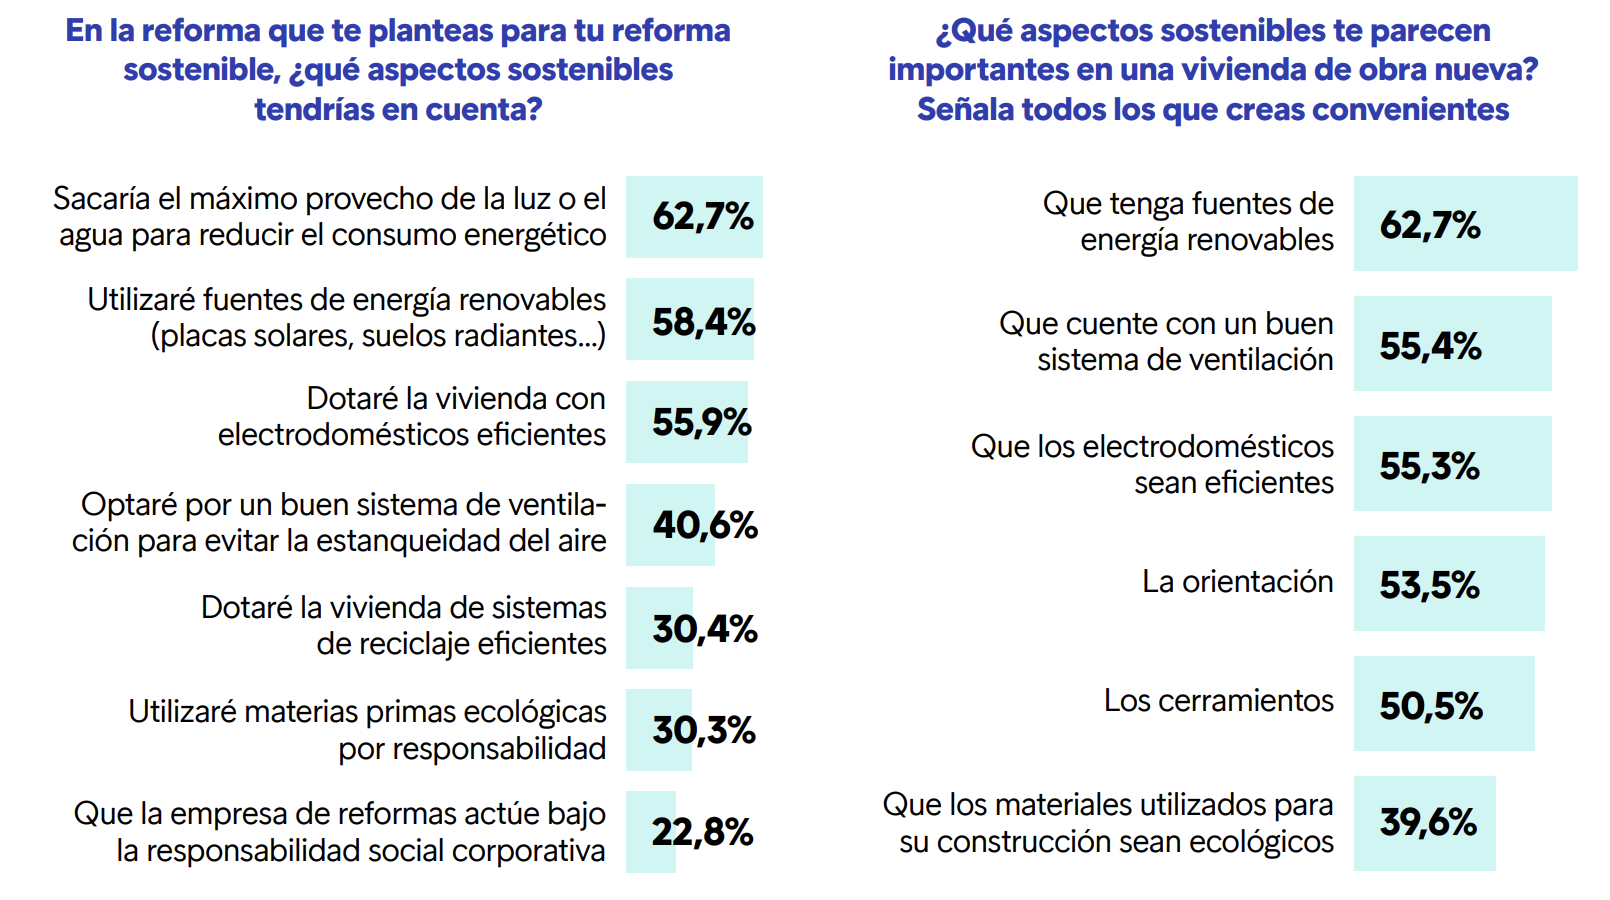 En la reforma que te planteas para tu reforma
sostenible, ¿qué aspectos sostenibles
tendrías en cuenta?
Sacaría el máximo provecho de la luz o el
agua para reducir el consumo energético
62,7%
Utilizaré fuentes de energía renovables
(placas solares, suelos radiantes...)
58,4%
Dotaré la vivienda con
electrodomésticos eficientes
55,9%
Optaré por un buen sistema de ventila-
ción para evitar la estanqueidad del aire
40,6%
Dotaré la vivienda de sistemas
de reciclaje eficientes
30,4%
Utilizaré materias primas ecológicas
por responsabilidad
30,3%
Que la empresa de reformas actúe bajo
la responsabilidad social corporativa
22,8%
¿Qué aspectos sostenibles te parecen
importantes en una vivienda de obra nueva?
Señala todos los que creas convenientes
Que tenga fuentes de
energía renovables
62,7%
Que cuente con un buen
sistema de ventilación
55,4%
Que los electrodomésticos
sean eficientes
55,3%
La orientación
53,5%
Los cerramientos
50,5%
Que los materiales utilizados para
su construcción sean ecológicos
39,6%